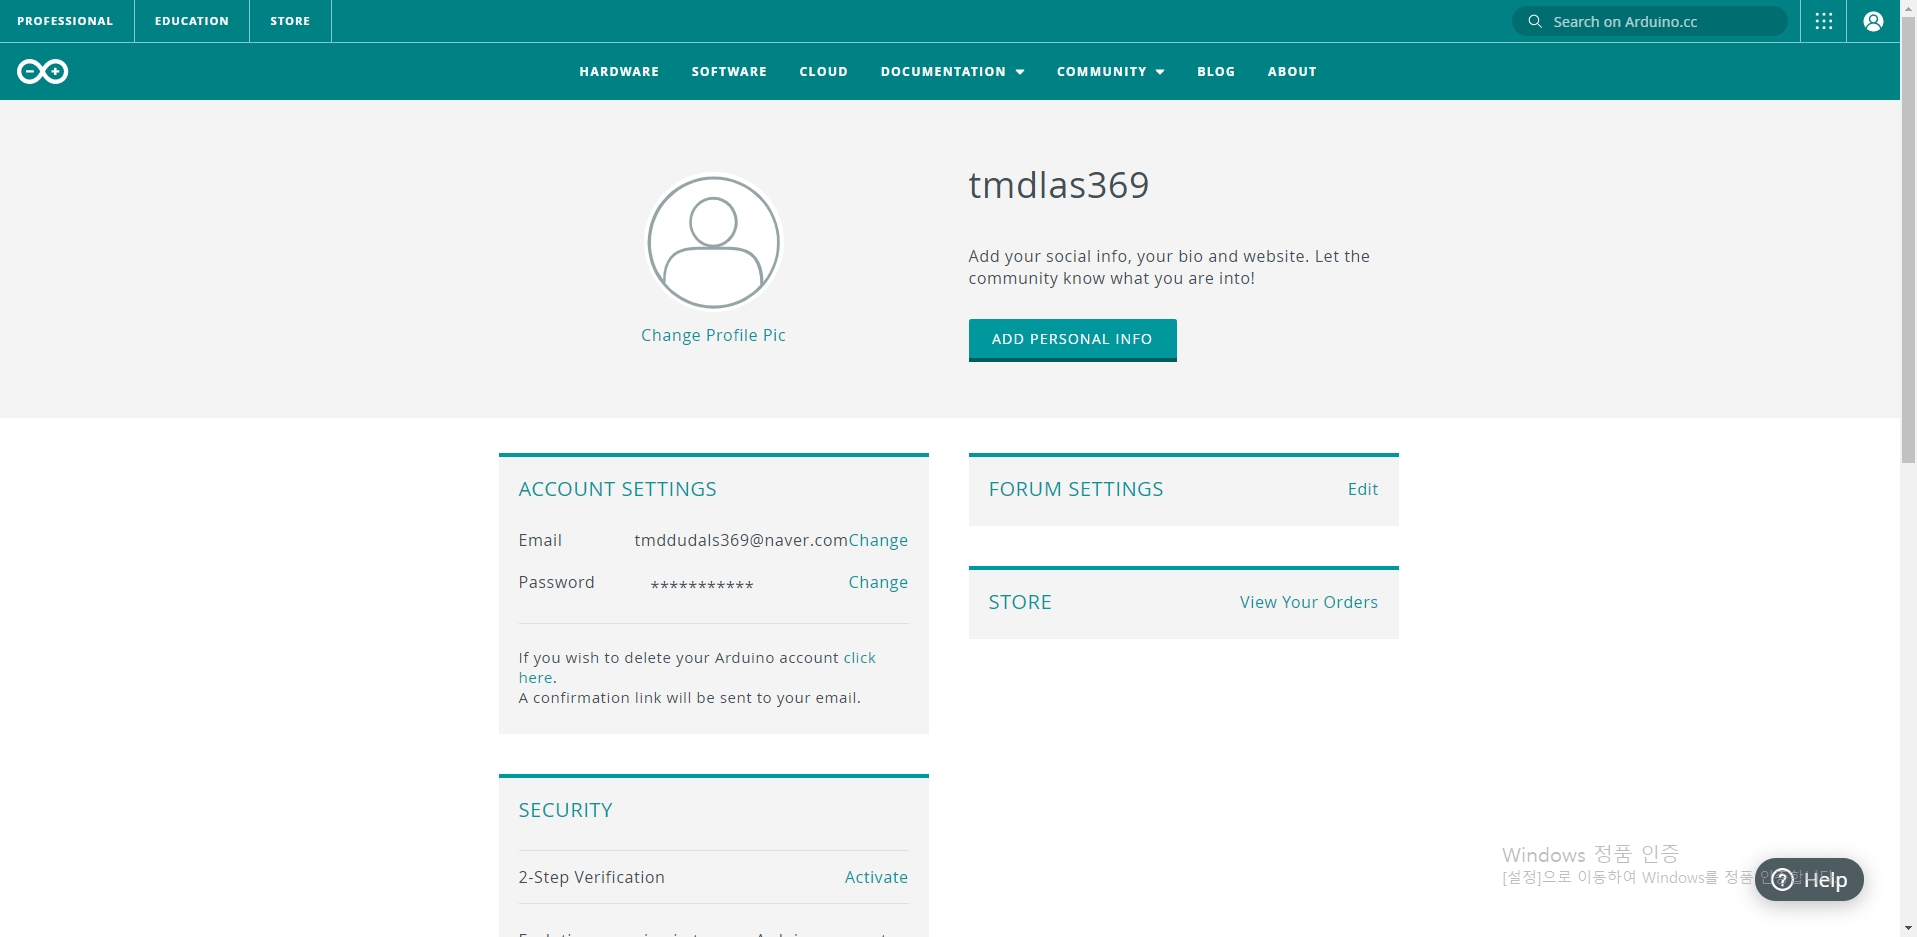 PROFESSIONAL
EDUCATION
STORE
Search on Arduino.cc
HARDWARE
SOFTWARE
CLOUD
DOCUMENTATION
COMMUNITY
BLOG
ABOUT
tmdlas369
Add your social info, your bio and website. Let the
community know what you are into!
Change Profile Pic
ADD PERSONAL INFO
ACCOUNT SETTINGS
Email tmddudals369@naver.com Change
Password *********** Change
If you wish to delete your Arduino account click
here.
A confirmation link will be sent to your email.
FORUM SETTINGS Edit
STORE View Your Orders
SECURITY
2-Step Verification Activate
Windows 정품 인증
[설정]으로 이동하여 Windows를 정품
Help